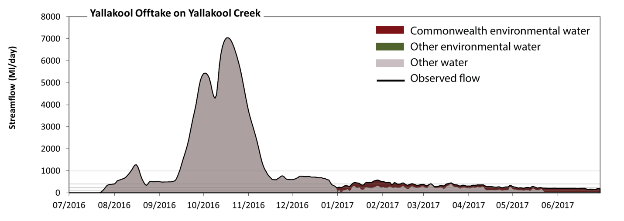 Yallakool Offtake on Yallakool Creek
Streamflow (Ml/day)
8000
7000
6000
5000
4000
3000
2000
1000
0
Commonwealth environmental water
Other environmental water
Other water
Observed flow
07/2016 08/2016 09/2016 10/2016 11/2016 12/2016 01/2017 02/2017 03/2017 04/2017 05/2017 06/2017